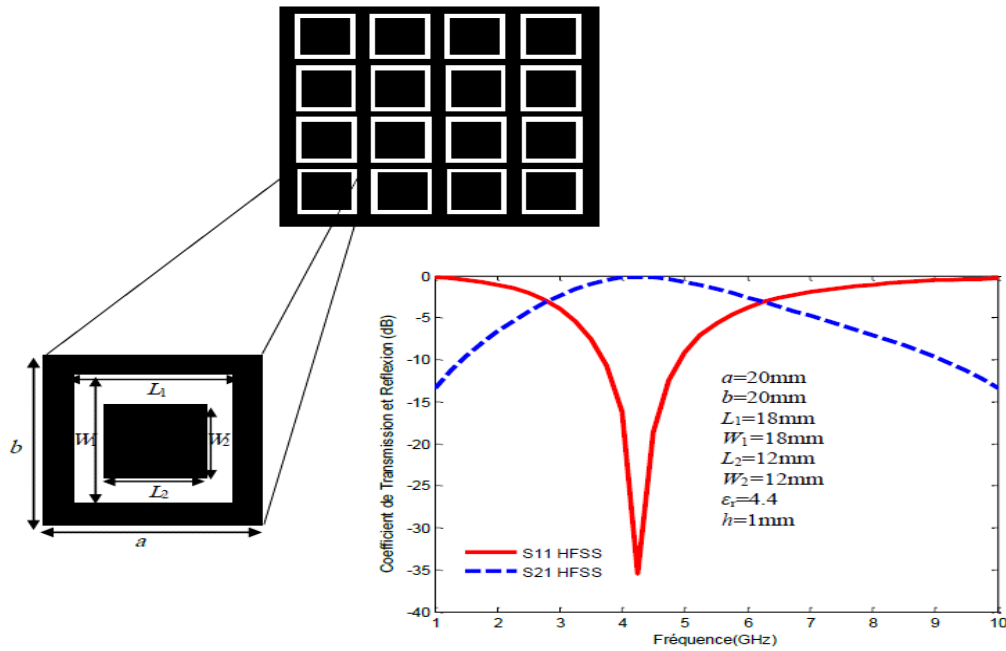 L1
W1
W2
L2
b
a
0
-5
-10
-15
-20
-25
-30
-35
-40
Coefficient de Transmission et Reflexion (dB)
a=20mm
b=20mm
L1=18mm
W1=18mm
L2=12mm
W2=12mm
εr=4.4
h=1mm
S11 HFSS
S21 HFSS
1 2 3 4 5 6 7 8 9 10
Fréquence(GHz)